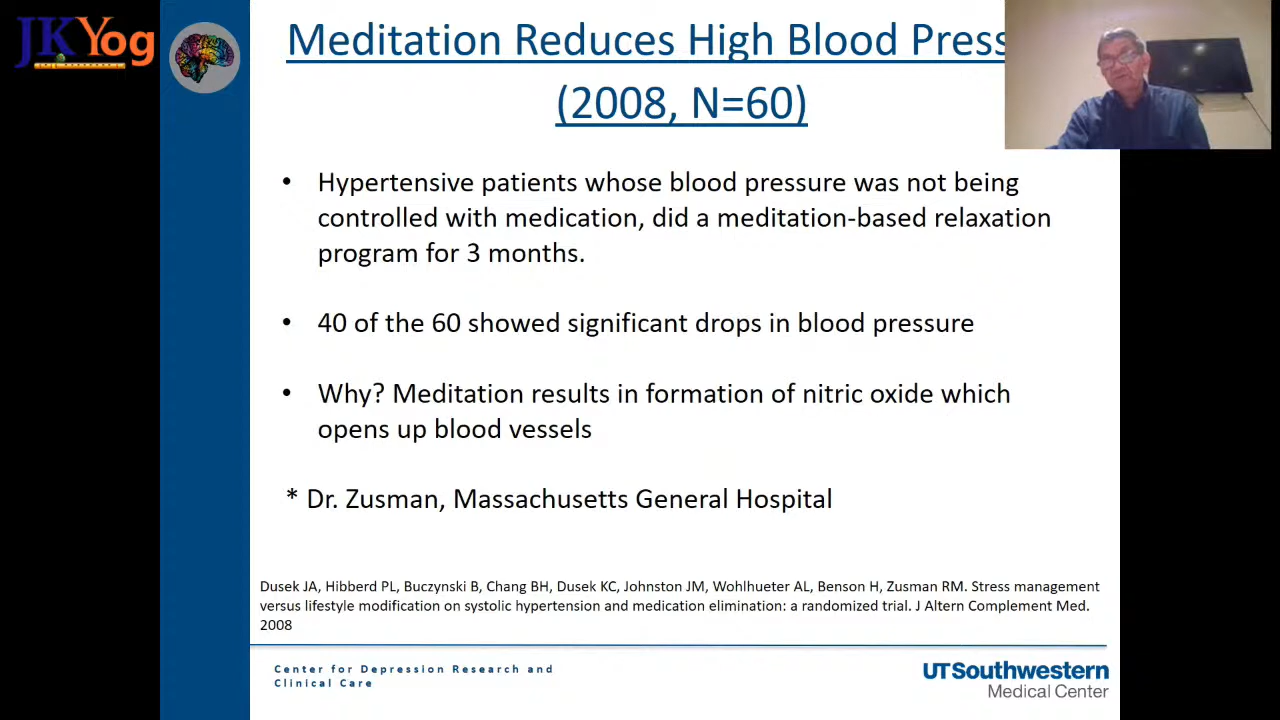 JKYog
Meditation Reduces High Blood Press
(2008, N=60)
• Hypertensive patients whose blood pressure was not being
controlled with medication, did a meditation-based relaxation
program for 3 months.
• 40 of the 60 showed significant drops in blood pressure
• Why? Meditation results in formation of nitric oxide which
opens up blood vessels
* Dr. Zusman, Massachusetts General Hospital
Dusek JA, Hibberd PL, Buczynski B, Chang BH, Dusek KC, Johnston JM, Wohlhueter AL, Benson H, Zusman RM. Stress management
versus lifestyle modification on systolic hypertension and medication elimination: a randomized trial. J Altern Complement Med.
2008
Center for Depression Research and
Clinical Care
UTSouthwestern
Medical Center